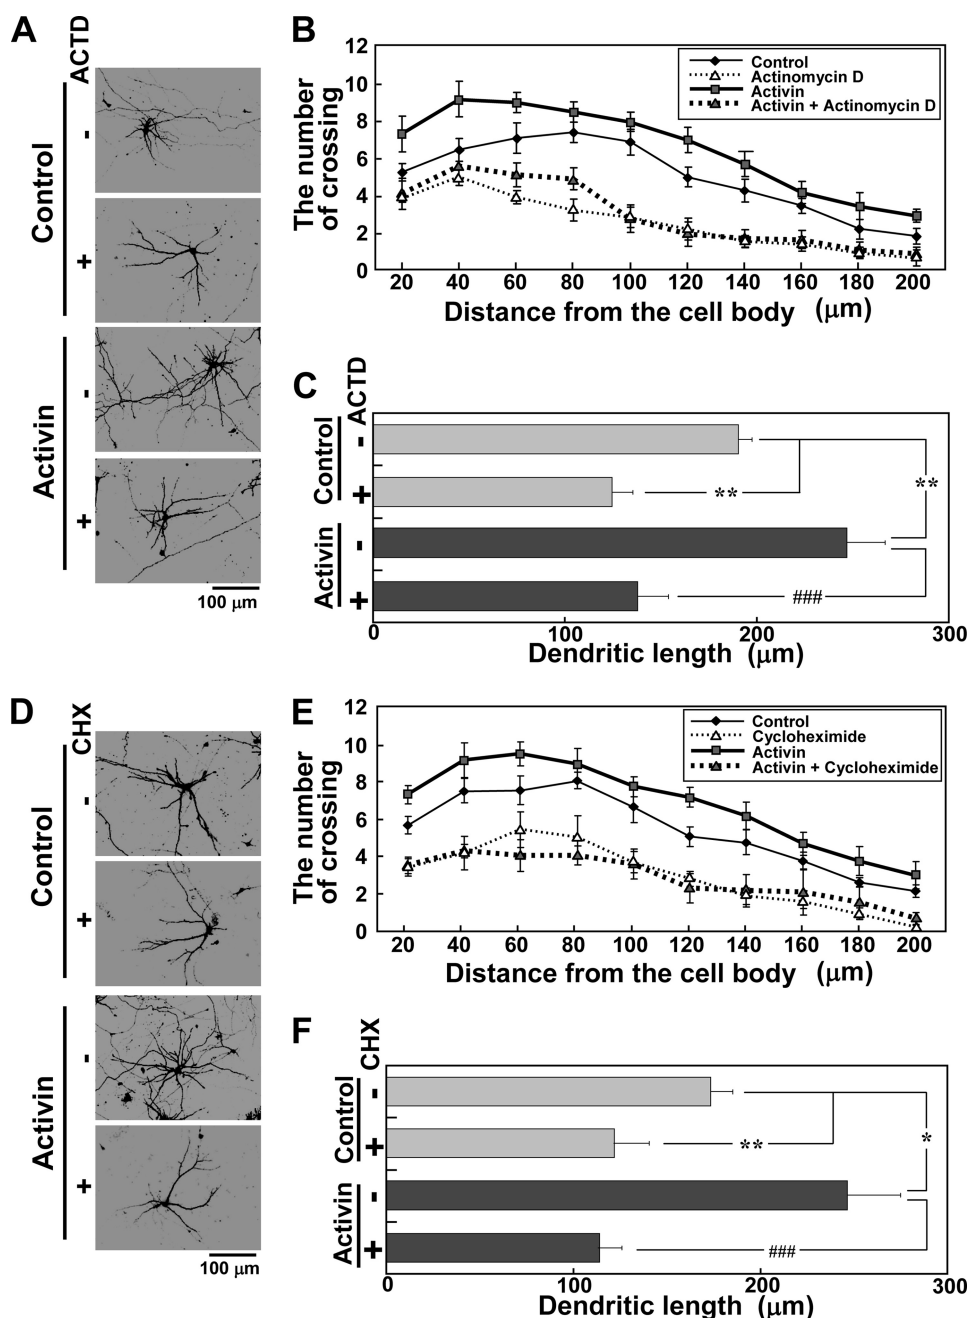 A
ACTD
Control
-
+
Activin
-
+
100 μm
B
The number
of crossing
12
10
8
6
4
2
0
Control
Actinomycin D
Activin
Activin + Actinomycin D
20 40 60 80 100 120 140 160 180 200
Distance from the cell body (μm)
C
ACTD
Control
-
+
Activin
-
+
**
**
###
0 100 200 300
Dendritic length (μm)
D
CHX
Control
-
+
Activin
-
+
100 μm
E
The number
of crossing
12
10
8
6
4
2
0
Control
Cycloheximide
Activin
Activin + Cycloheximide
20 40 60 80 100 120 140 160 180 200
Distance from the cell body (μm)
F
CHX
Control
-
+
Activin
-
+
**
*
###
0 100 200 300
Dendritic length (μm)